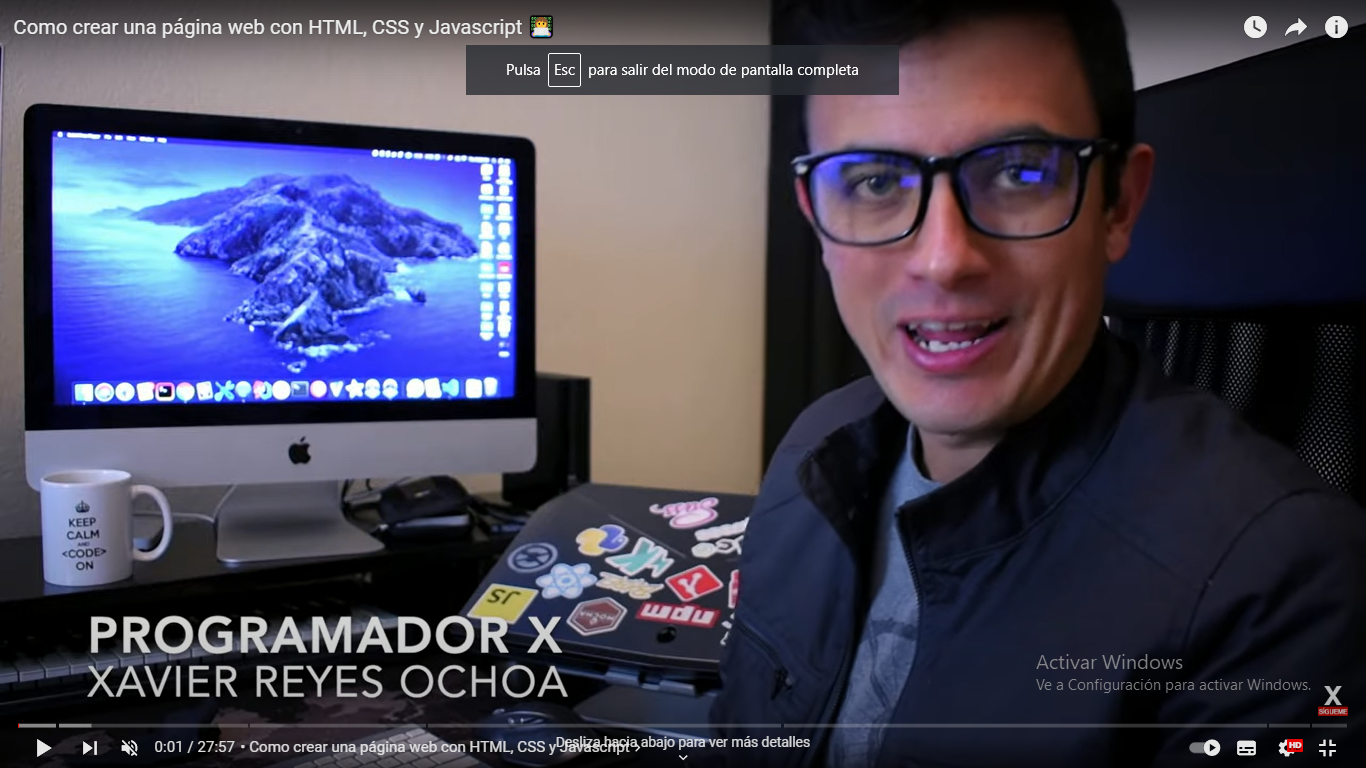 Como crear una página web con HTML, CSS y Javascript 👨‍💻
Pulsa Esc para salir del modo de pantalla completa
KEEP
CALM
AND
<CODE>
ON
JS
MOCHA
npm
PROGRAMADOR X
XAVIER REYES OCHOA
Activar Windows
Ve a Configuración para activar Windows.
X
SÍGUEME
0:01 / 27:57 • Como crear una página web con HTML, CSS y Javascript
HD
Desliza hacia abajo para ver más detalles